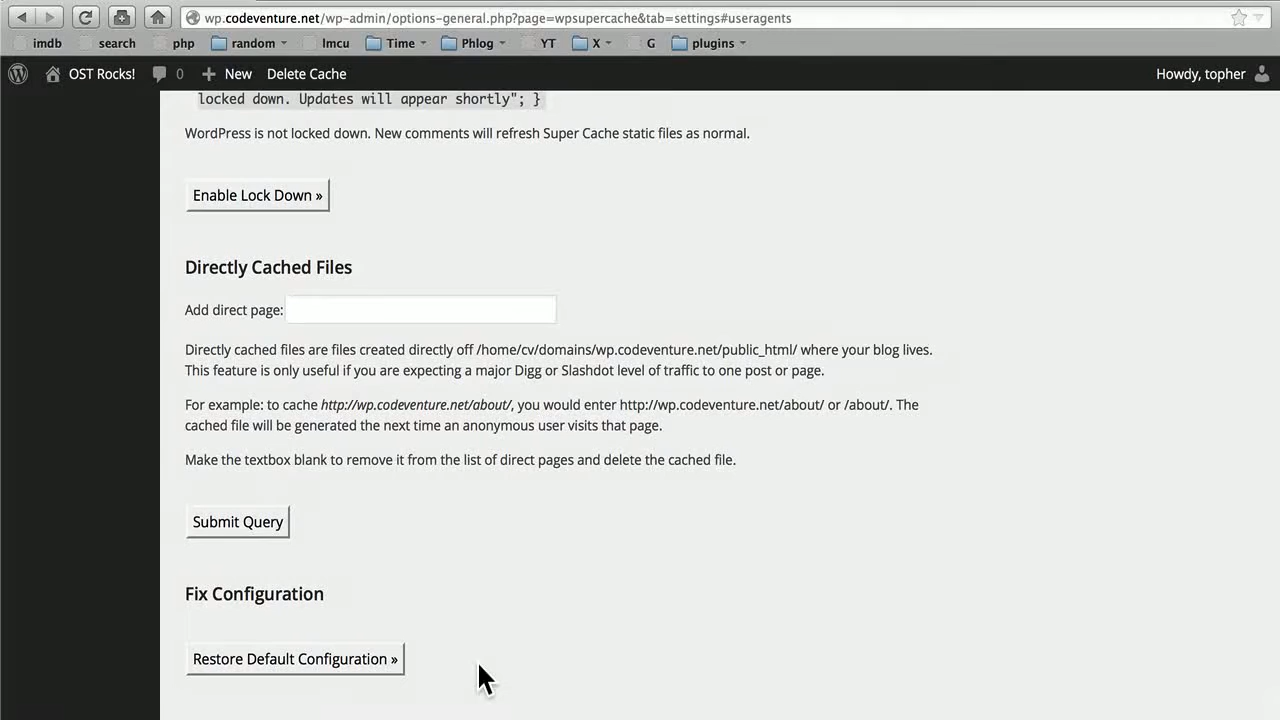 wp.codeventure.net/wp-admin/options-general.php?page=wpsupercache&tab=settings#useragents
imdb search php random lmcu Time Phlog YT X G plugins
OST Rocks! 0 New Delete Cache Howdy, topher
locked down. Updates will appear shortly"; }
WordPress is not locked down. New comments will refresh Super Cache static files as normal.
Enable Lock Down »
Directly Cached Files
Add direct page:
Directly cached files are files created directly off /home/cv/domains/wp.codeventure.net/public_html/ where your blog lives.
This feature is only useful if you are expecting a major Digg or Slashdot level of traffic to one post or page.
For example: to cache http://wp.codeventure.net/about/, you would enter http://wp.codeventure.net/about/ or /about/. The
cached file will be generated the next time an anonymous user visits that page.
Make the textbox blank to remove it from the list of direct pages and delete the cached file.
Submit Query
Fix Configuration
Restore Default Configuration »